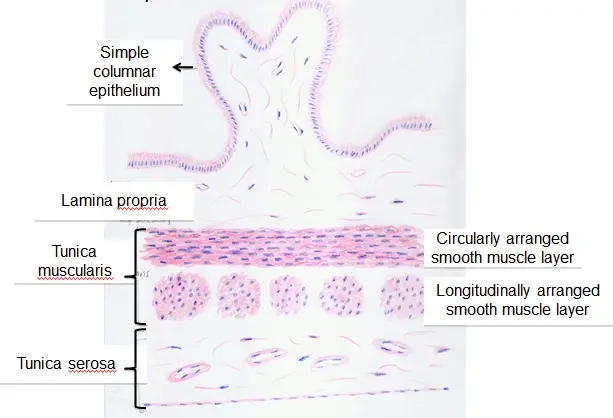 Simple
columnar
epithelium
Lamina propria
Tunica
muscularis
Circularly arranged
smooth muscle layer
Longitudinally arranged
smooth muscle layer
Tunica serosa